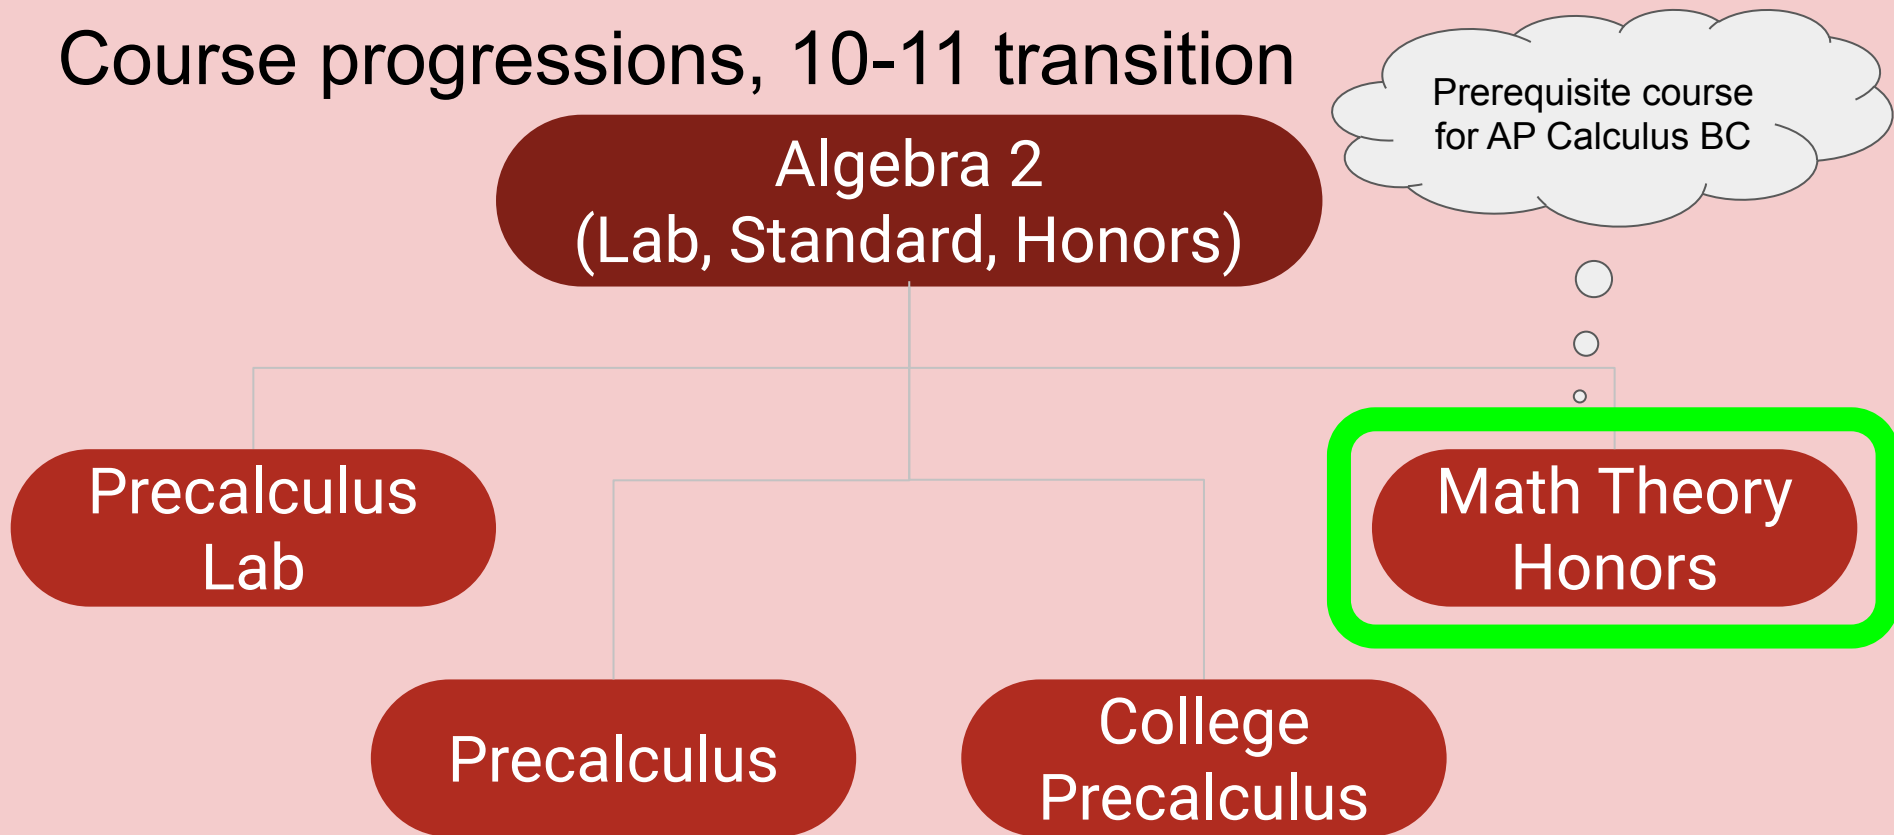 Course progressions, 10-11 transition
Prerequisite course
for AP Calculus BC
Algebra 2
(Lab, Standard, Honors)
Precalculus
Lab
Math Theory
Honors
Precalculus
College
Precalculus